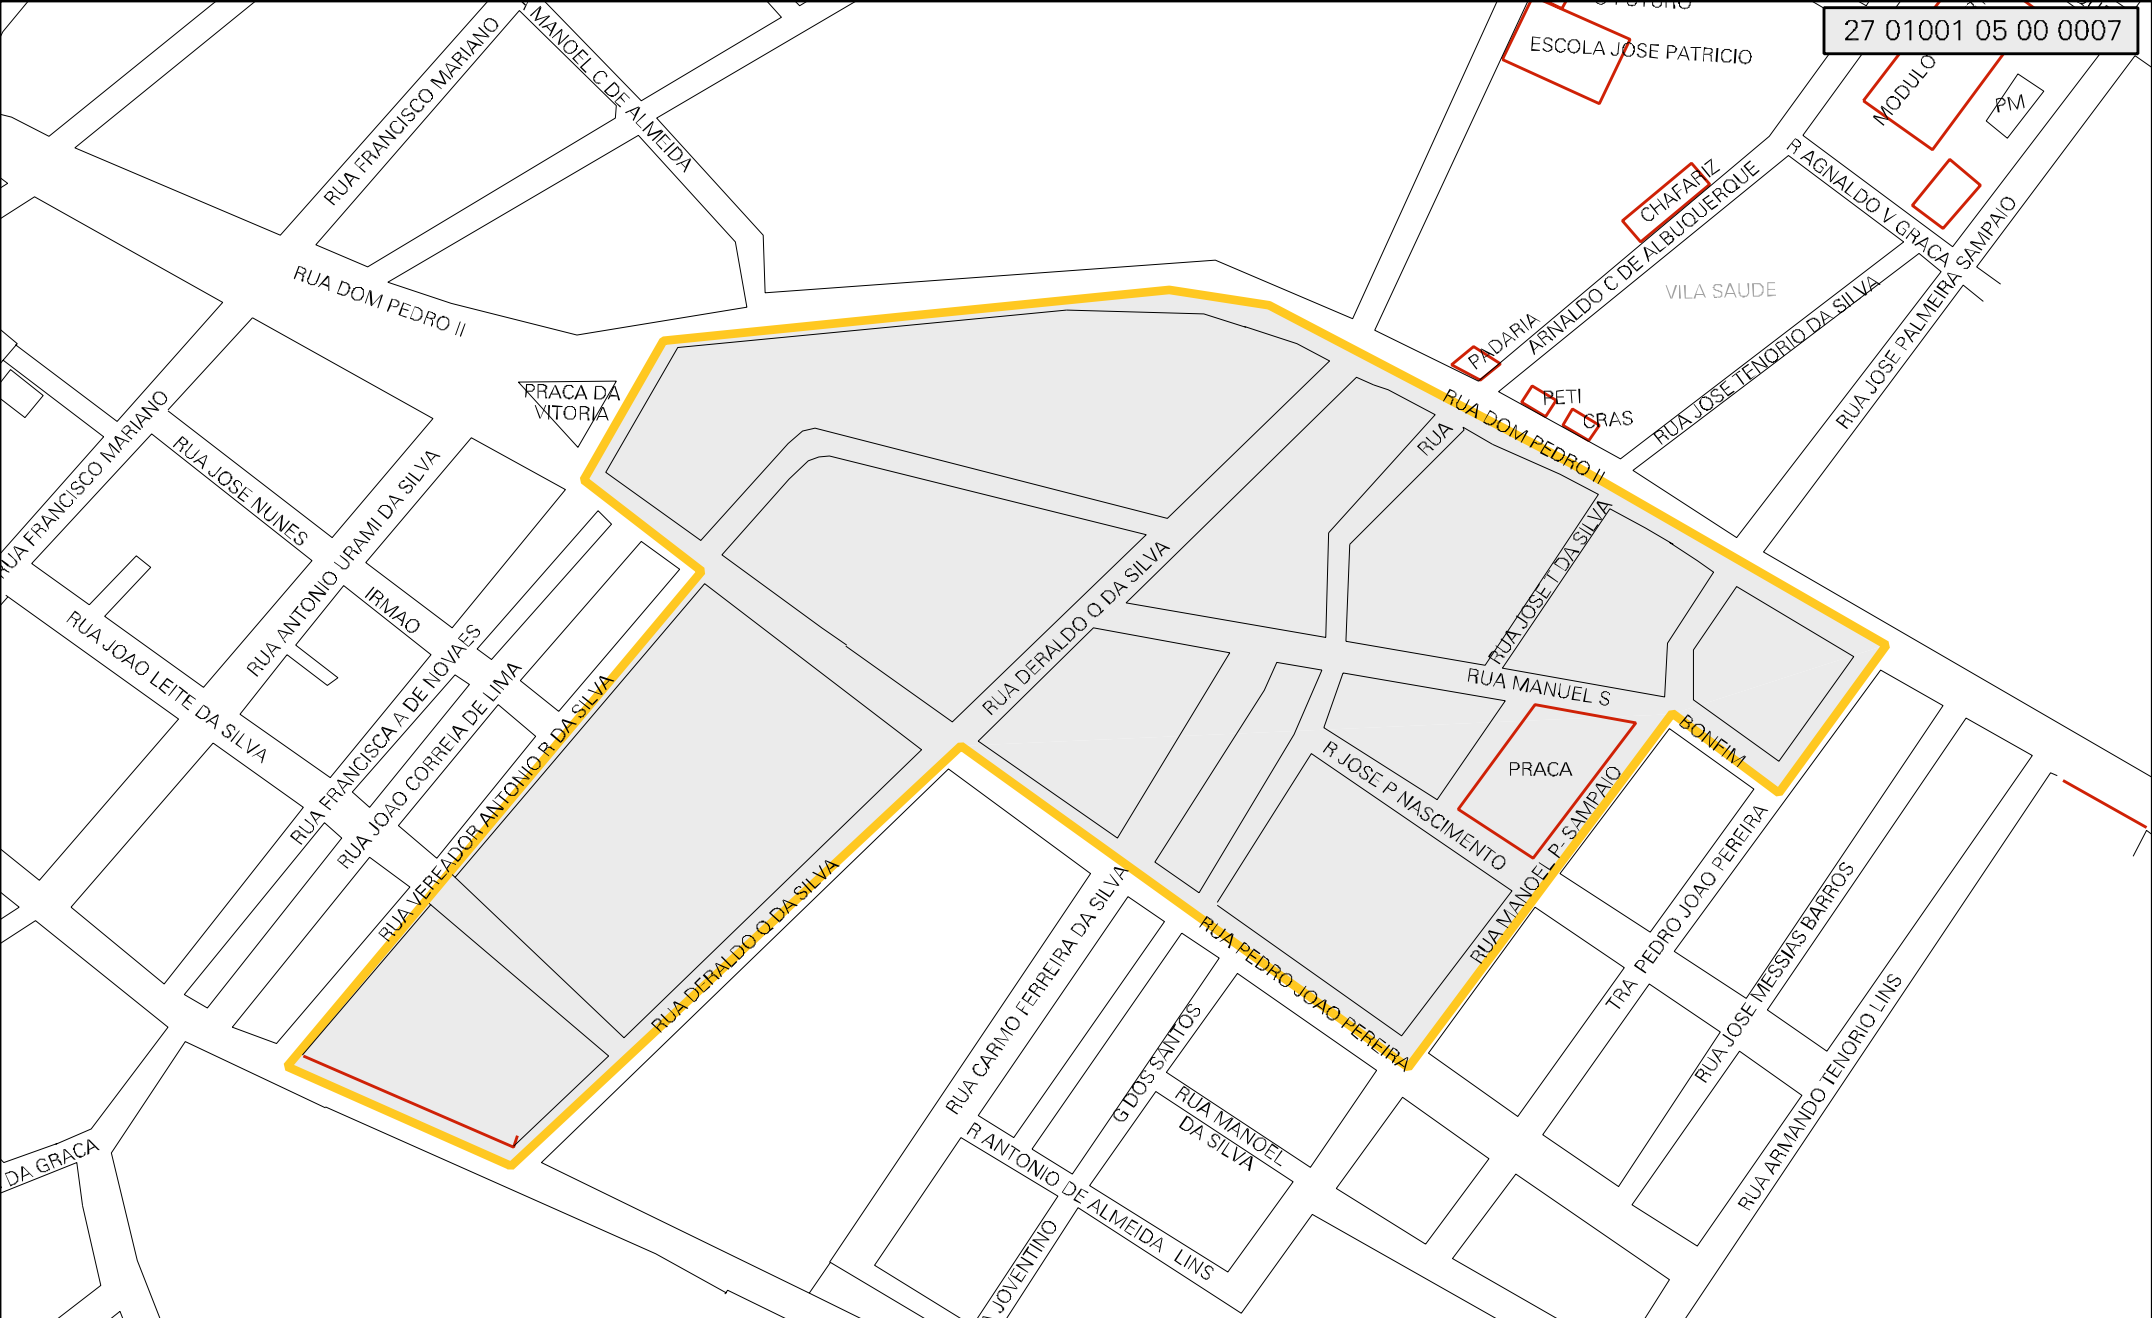 27 01001 05 00 0007
ESCOLA JOSE PATRICIO
MODULO
PM
RUA FRANCISCO MARIANO
MANOEL C DE ALMEIDA
CHAFARIZ
R AGNALDO V GRACA
ARNALDO C DE ALBUQUERQUE
RUA JOSE PALMEIRA SAMPAIO
VILA SAUDE
RUA DOM PEDRO II
PADARIA
RUA JOSE TENORIO DA SILVA
PETI
CRAS
PRACA DA
VITORIA
RUA DOM PEDRO II
RUA
RUA FRANCISCO MARIANO
RUA JOSE NUNES
RUA ANTONIO URAMI DA SILVA
IRMAO
RUA JOSE T DA SILVA
RUA DERALDO Q DA SILVA
RUA JOAO LEITE DA SILVA
RUA FRANCISCA A DE NOVAES
RUA JOAO CORREIA DE LIMA
RUA VEREADOR ANTONIO R DA SILVA
RUA MANUEL S
BONFIM
PRACA
R JOSE P NASCIMENTO
RUA MANOEL P- SAMPAIO
TRA PEDRO JOAO PEREIRA
RUA JOSE MESSIAS BARROS
RUA DERALDO Q DA SILVA
RUA CARMO FERREIRA DA SILVA
RUA PEDRO JOAO PEREIRA
RUA ARMANDO TENORIO LINS
G DOS SANTOS
RUA MANOEL
DA SILVA
R ANTONIO DE ALMEIDA LINS
DA GRACA
JOVENTINO